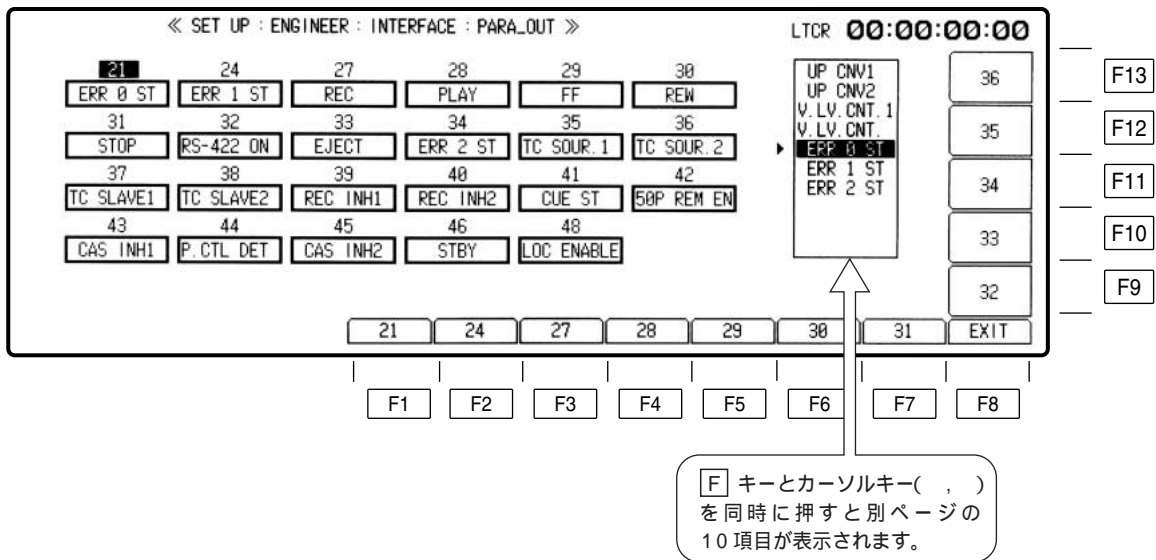 ≪ SET UP : ENGINEER : INTERFACE : PARA_OUT ≫
LTCR 00:00:00:00
21 24 27 28 29 30
ERR 0 ST ERR 1 ST REC PLAY FF REW
31 32 33 34 35 36
STOP RS-422 ON EJECT ERR 2 ST TC SOUR.1 TC SOUR.2
37 38 39 40 41 42
TC SLAVE1 TC SLAVE2 REC INH1 REC INH2 CUE ST 50P REM EN
43 44 45 46 48
CAS INH1 P.CTL DET CAS INH2 STBY LOC ENABLE
UP CNV1
UP CNV2
V.LV.CNT.1
V.LV.CNT.
ERR 0 ST
ERR 1 ST
ERR 2 ST
36 F13
35 F12
34 F11
33 F10
32 F9
21 24 27 28 29 30 31 EXIT
F1 F2 F3 F4 F5 F6 F7 F8
F キーとカーソルキー( , )
を同時に押すと別ページの
10項目が表示されます。